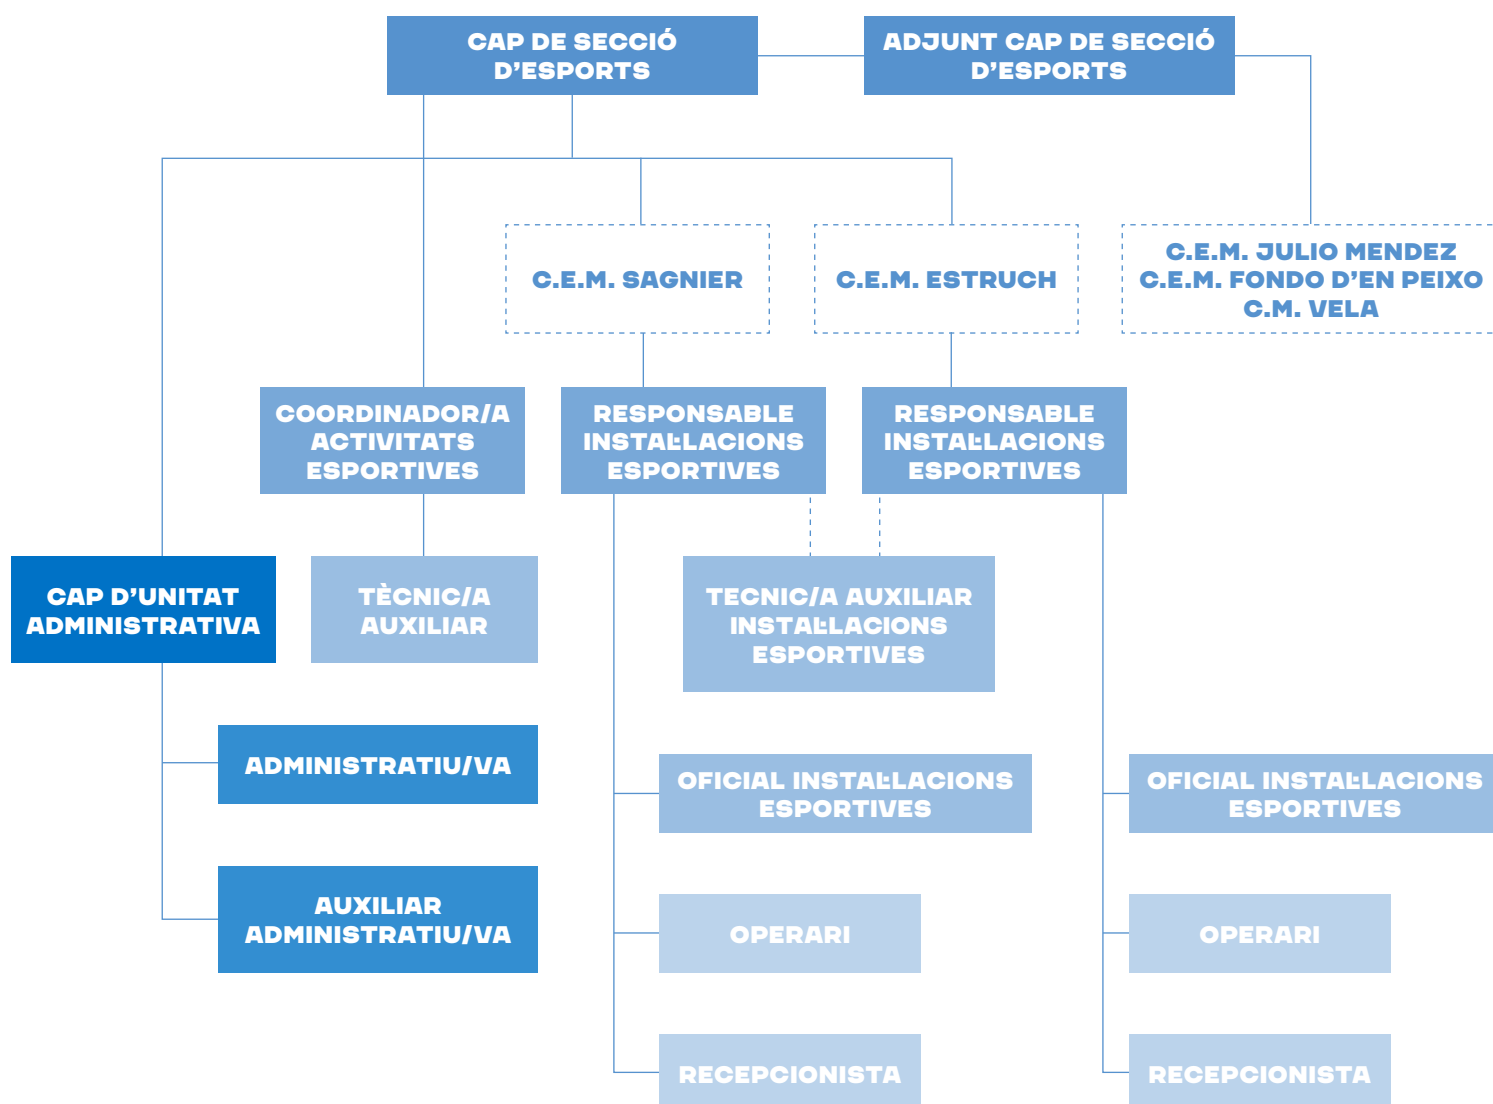 CAP DE SECCIÓ
D'ESPORTS
ADJUNT CAP DE SECCIÓ
D'ESPORTS
C.E.M. SAGNIER
C.E.M. ESTRUCH
C.E.M. JULIO MENDEZ
C.E.M. FONDO D'EN PEIXO
C.M. VELA
COORDINADOR/A
ACTIVITATS
ESPORTIVES
RESPONSABLE
INSTAL·LACIONS
ESPORTIVES
RESPONSABLE
INSTAL·LACIONS
ESPORTIVES
CAP D'UNITAT
ADMINISTRATIVA
TÈCNIC/A
AUXILIAR
TECNIC/A AUXILIAR
INSTAL·LACIONS
ESPORTIVES
ADMINISTRATIU/VA
OFICIAL INSTAL·LACIONS
ESPORTIVES
OFICIAL INSTAL·LACIONS
ESPORTIVES
AUXILIAR
ADMINISTRATIU/VA
OPERARI
OPERARI
RECEPCIONISTA
RECEPCIONISTA